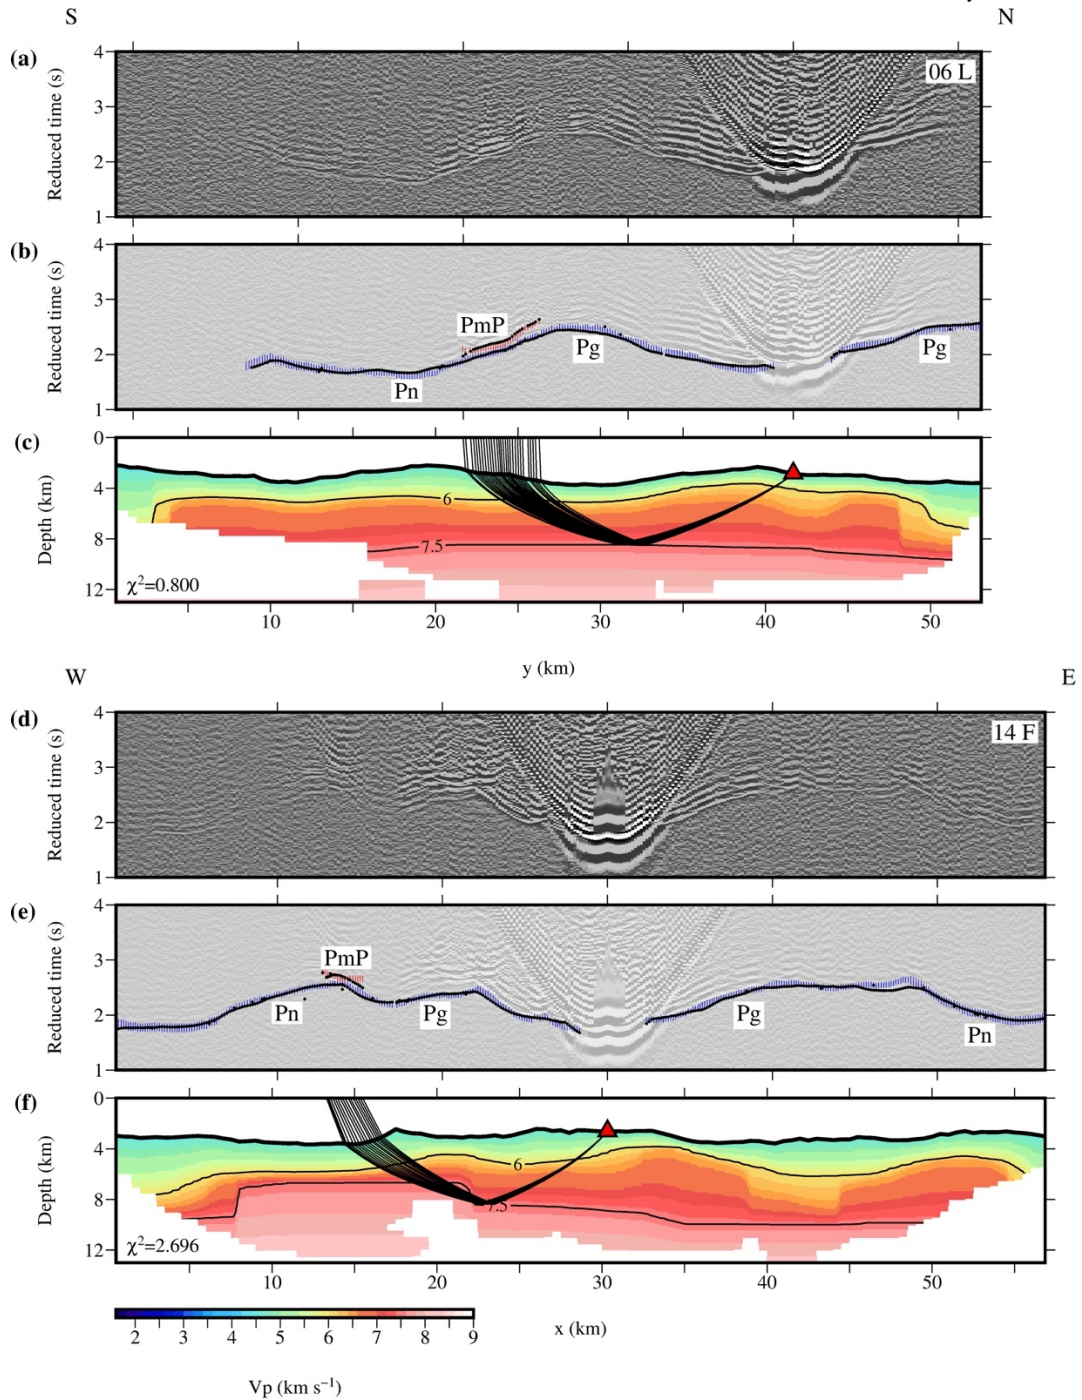 S N
(a)
06 L
Reduced time (s)
4
3
2
1
(b)
Reduced time (s)
4
3
2
1
PmP
Pg
Pg
Pn
(c)
Depth (km)
0
4
8
12
6
7.5
χ²=0.800
10 20 30 40 50
y (km)
W E
(d)
14 F
Reduced time (s)
4
3
2
1
(e)
Reduced time (s)
4
3
2
1
PmP
Pn
Pg
Pg
Pn
(f)
Depth (km)
0
4
8
12
6
7.5
χ²=2.696
10 20 30 40 50
x (km)
2 3 4 5 6 7 8 9
Vp (km s⁻¹)